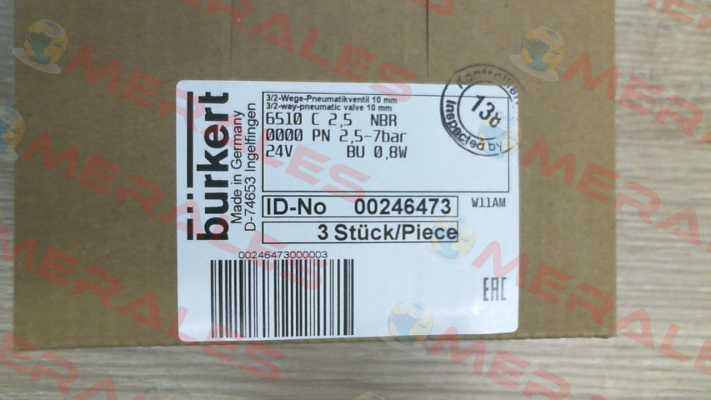 bürkert
Made in Germany
D-74653 Ingelfingen
3/2-Wege-Pneumatikventil 10 mm
3/2-way-pneumatic valve 10 mm
6510 C 2,5 NBR
0000 PN 2,5-7bar
24V BU 0,8W
Inspected by
138
ID-No 00246473
W11AM
3 Stück/Piece
00246473000003
EAC
MERALES
MERALES
MERALES
MERALES
MERALES